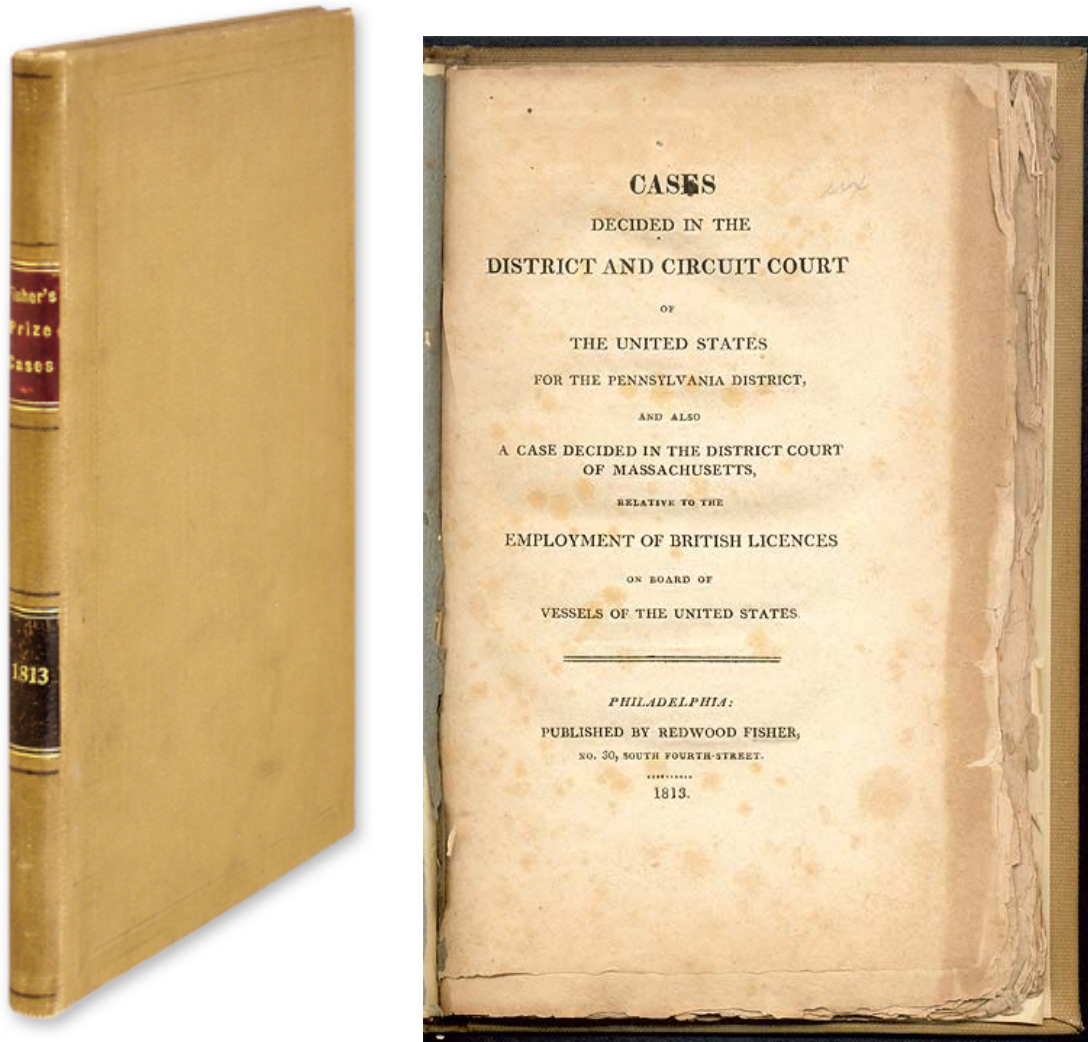 isher's
Prize
Cases
1813
CASES
DECIDED IN THE
DISTRICT AND CIRCUIT COURT
OF
THE UNITED STATES
FOR THE PENNSYLVANIA DISTRICT,
AND ALSO
A CASE DECIDED IN THE DISTRICT COURT
OF MASSACHUSETTS,
RELATIVE TO THE
EMPLOYMENT OF BRITISH LICENCES
ON BOARD OF
VESSELS OF THE UNITED STATES.
PHILADELPHIA:
PUBLISHED BY REDWOOD FISHER,
NO. 30, SOUTH FOURTH-STREET.
1813.